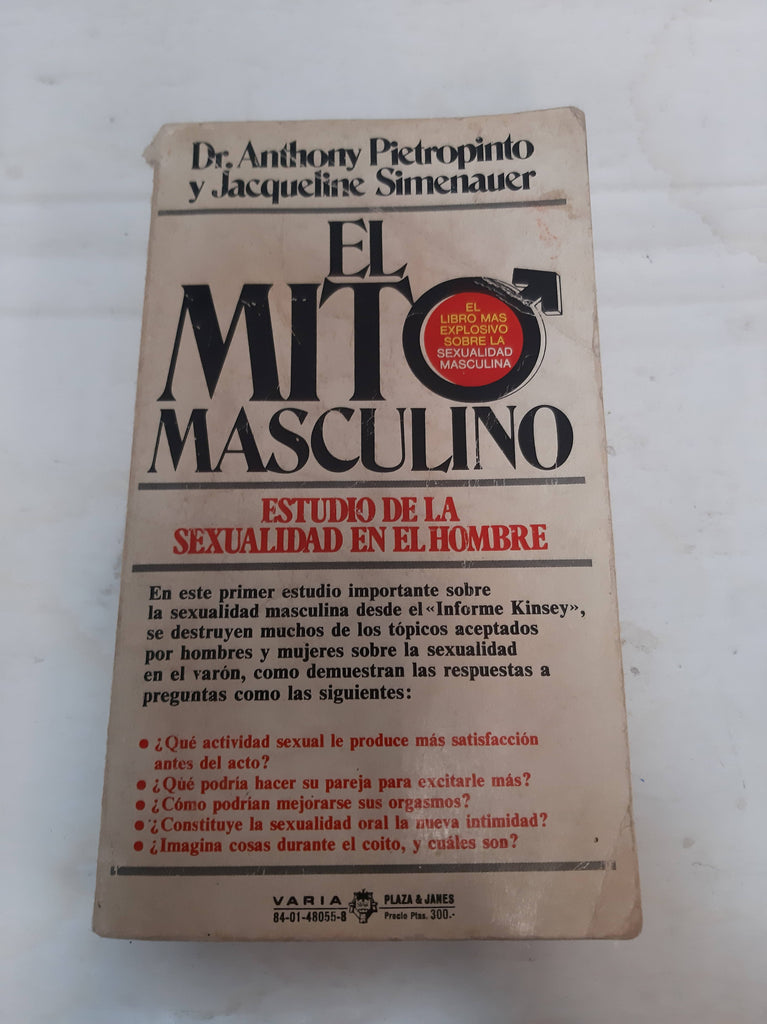 Dr. Anthony Pietropinto
y Jacqueline Simenauer
EL
MITO
EL
LIBRO MAS
EXPLOSIVO
SOBRE LA
SEXUALIDAD
MASCULINA
MASCULINO
ESTUDIO DE LA
SEXUALIDAD EN EL HOMBRE
En este primer estudio importante sobre
la sexualidad masculina desde el «Informe Kinsey»,
se destruyen muchos de los tópicos aceptados
por hombres y mujeres sobre la sexualidad
en el varón, como demuestran las respuestas a
preguntas como las siguientes:
● ¿Qué actividad sexual le produce más satisfacción
antes del acto?
● ¿Qué podría hacer su pareja para excitarle más?
● ¿Cómo podrían mejorarse sus orgasmos?
● ¿Constituye la sexualidad oral la nueva intimidad?
● ¿Imagina cosas durante el coito, y cuáles son?
VARIA
84-01-48055-8
PLAZA & JANES
Precio Ptas. 300.-